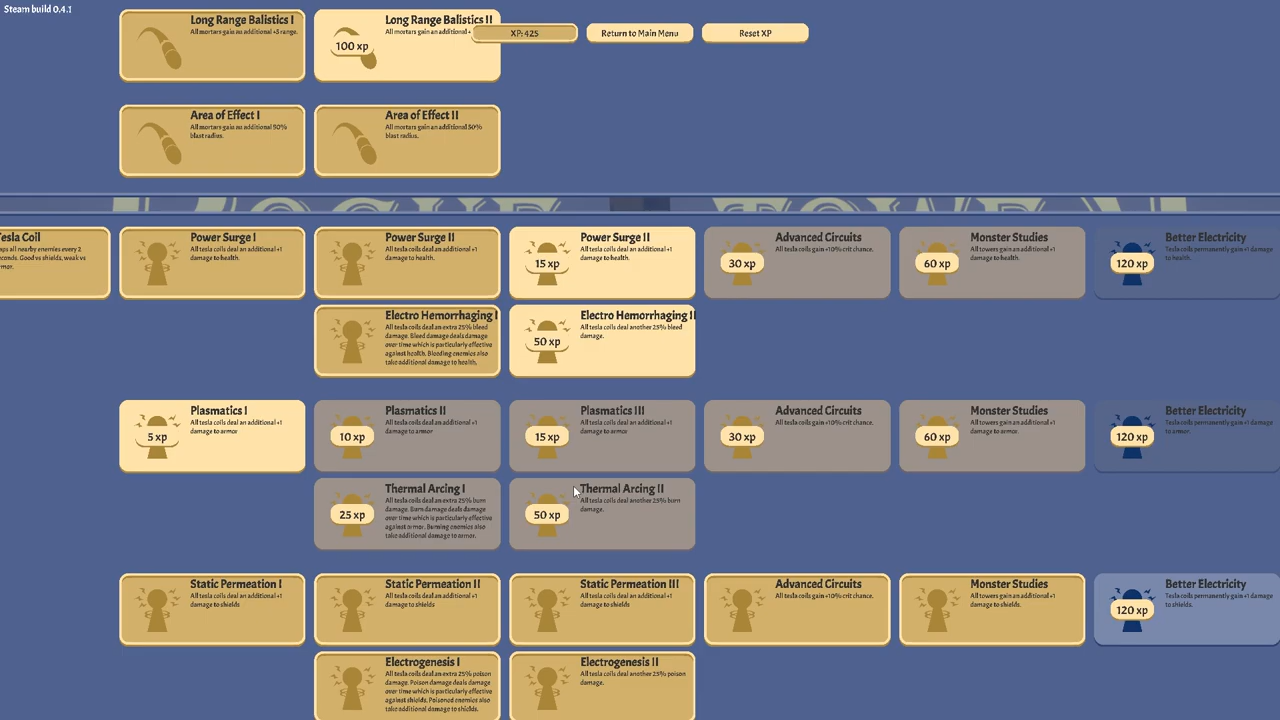 Steam build 0.4.1
Long Range Balistics I
All mortars gain an additional +3 range.
100 xp
Long Range Balistics II
All mortars gain an additional +
XP: 425
Return to Main Menu
Reset XP
Area of Effect I
All mortars gain an additional 50%
blast radius.
Area of Effect II
All mortars gain an additional 50%
blast radius.
Tesla Coil
aps all nearby enemies every 2
econds. Good vs shields, weak vs
rmor.
Power Surge I
All tesla coils deal an additional +1
damage to health.
Power Surge II
All tesla coils deal an additional +1
damage to health.
15 xp
Power Surge II
All tesla coils deal an additional +1
damage to health.
30 xp
Advanced Circuits
All tesla coils gain +10% crit chance.
60 xp
Monster Studies
All towers gain an additional +1
damage to health.
120 xp
Better Electricity
Tesla coils permanently gain +1 damage
to health.
Electro Hemorrhaging I
All tesla coils deal an extra 25% bleed
damage. Bleed damage deals damage
over time which is particularly effective
against health. Bleeding enemies also
take additional damage to health.
50 xp
Electro Hemorrhaging II
All tesla coils deal another 25% bleed
damage.
5 xp
Plasmatics I
All tesla coils deal an additional +1
damage to armor
10 xp
Plasmatics II
All tesla coils deal an additional +1
damage to armor
15 xp
Plasmatics III
All tesla coils deal an additional +1
damage to armor
30 xp
Advanced Circuits
All tesla coils gain +10% crit chance.
60 xp
Monster Studies
All towers gain an additional +1
damage to armor.
120 xp
Better Electricity
Tesla coils permanently gain +1 damage
to armor.
25 xp
Thermal Arcing I
All tesla coils deal an extra 25% burn
damage. Burn damage deals damage
over time which is particularly effective
against armor. Burning enemies also
take additional damage to armor.
50 xp
Thermal Arcing II
All tesla coils deal another 25% burn
damage.
Static Permeation I
All tesla coils deal an additional +1
damage to shields
Static Permeation II
All tesla coils deal an additional +1
damage to shields
Static Permeation III
All tesla coils deal an additional +1
damage to shields
Advanced Circuits
All tesla coils gain +10% crit chance.
Monster Studies
All towers gain an additional +1
damage to shields.
120 xp
Better Electricity
Tesla coils permanently gain +1 damage
to shields.
Electrogenesis I
All tesla coils deal an extra 25% poison
damage. Poison damage deals damage
over time which is particularly effective
against shields. Poisoned enemies also
take additional damage to shields.
Electrogenesis II
All tesla coils deal another 25% poison
damage.